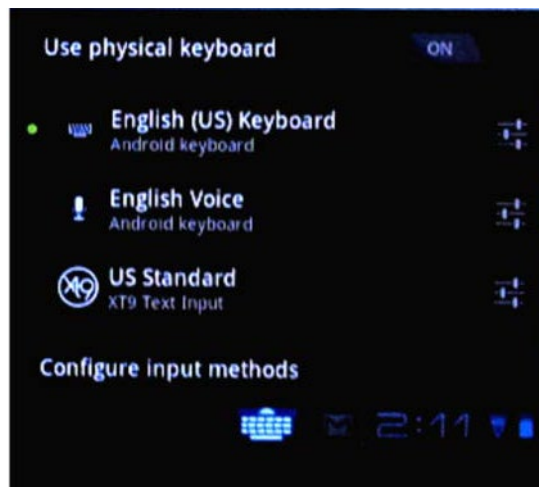 Use physical keyboard ON
English (US) Keyboard
Android keyboard
English Voice
Android keyboard
XT9
US Standard
XT9 Text Input
Configure input methods
2:11